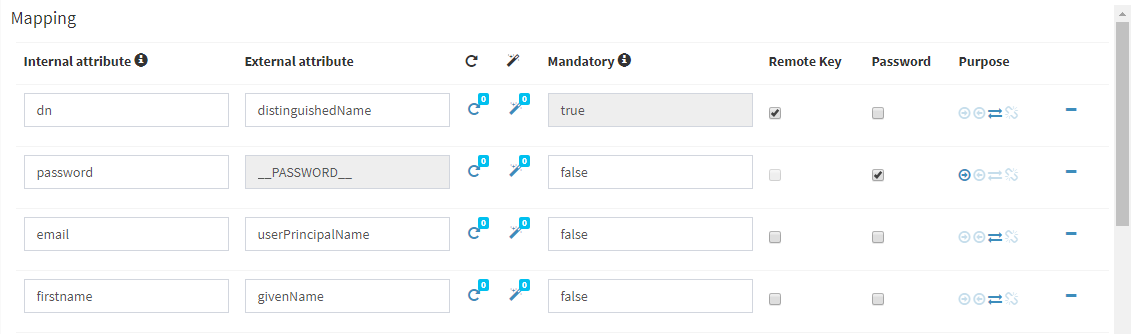 Mapping
Internal attribute External attribute Mandatory Remote Key Password Purpose
dn distinguishedName 0 0 true
password __PASSWORD__ 0 0 false
email userPrincipalName 0 0 false
firstname givenName 0 0 false